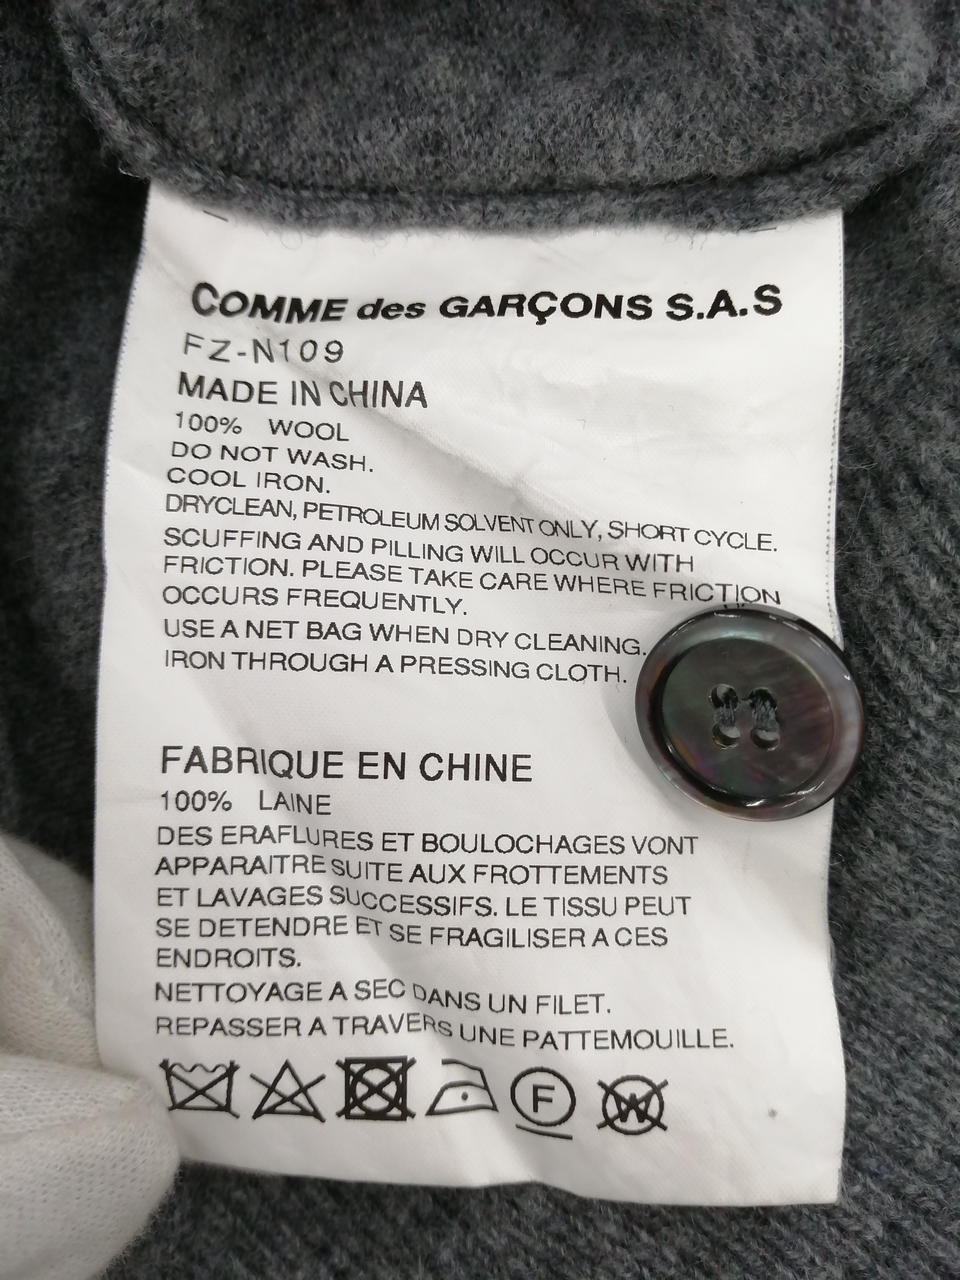 COMME des GARÇONS S.A.S
FZ-N109
MADE IN CHINA
100% WOOL
DO NOT WASH.
COOL IRON.
DRYCLEAN, PETROLEUM SOLVENT ONLY, SHORT CYCLE.
SCUFFING AND PILLING WILL OCCUR WITH
FRICTION. PLEASE TAKE CARE WHERE FRICTION
OCCURS FREQUENTLY.
USE A NET BAG WHEN DRY CLEANING.
IRON THROUGH A PRESSING CLOTH.
FABRIQUE EN CHINE
100% LAINE
DES ERAFLURES ET BOULOCHAGES VONT
APPARAITRE SUITE AUX FROTTEMENTS
ET LAVAGES SUCCESSIFS. LE TISSU PEUT
SE DETENDRE ET SE FRAGILISER A CES
ENDROITS.
NETTOYAGE A SEC DANS UN FILET.
REPASSER A TRAVERS UNE PATTEMOUILLE.
F W